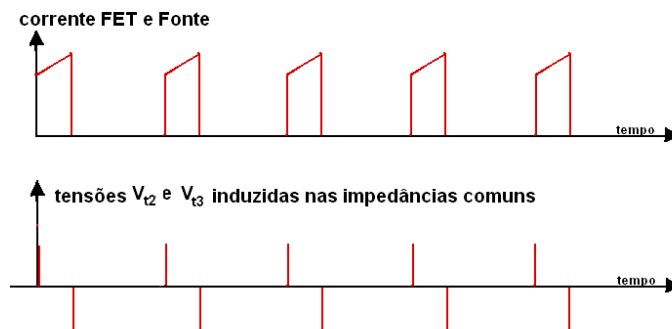 corrente FET e Fonte
tempo
tensões Vt2 e Vt3 induzidas nas impedâncias comuns
tempo